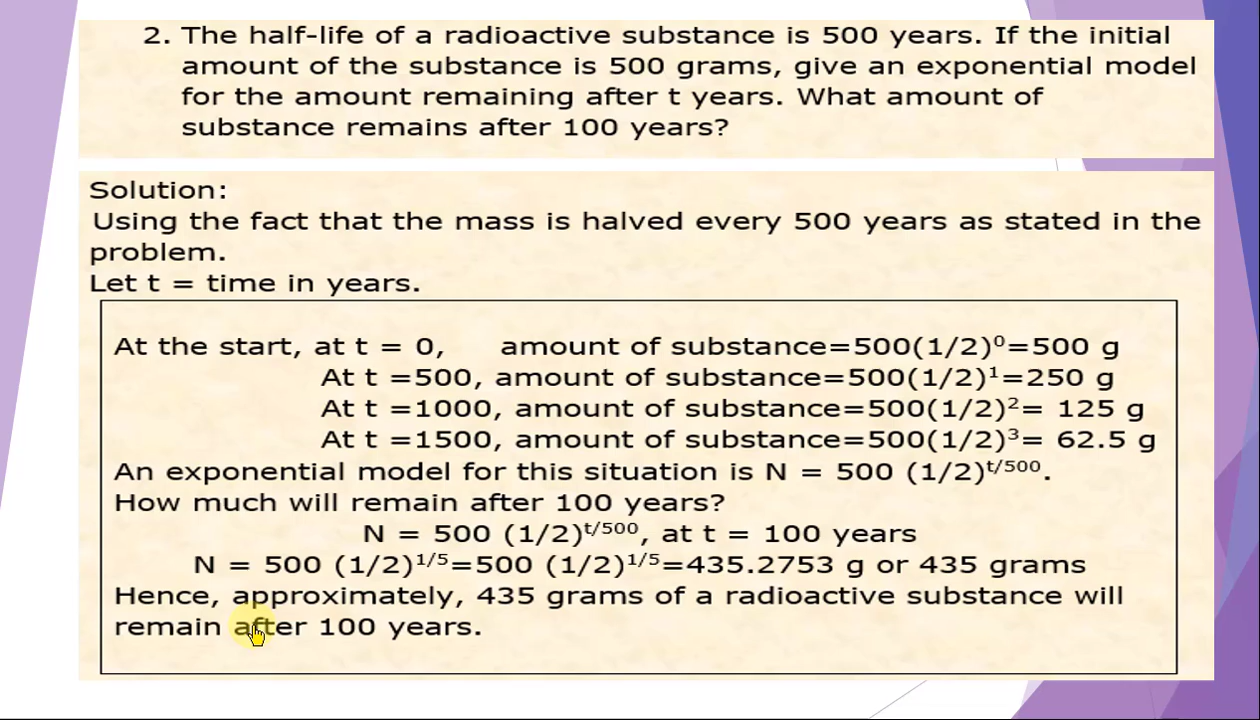 2. The half-life of a radioactive substance is 500 years. If the initial
amount of the substance is 500 grams, give an exponential model
for the amount remaining after t years. What amount of
substance remains after 100 years?
Solution:
Using the fact that the mass is halved every 500 years as stated in the
problem.
Let t = time in years.
At the start, at t = 0, amount of substance=500(1/2)⁰=500 g
At t =500, amount of substance=500(1/2)¹=250 g
At t =1000, amount of substance=500(1/2)²= 125 g
At t =1500, amount of substance=500(1/2)³= 62.5 g
An exponential model for this situation is N = 500 (1/2)^t/500.
How much will remain after 100 years?
N = 500 (1/2)^t/500, at t = 100 years
N = 500 (1/2)^1/5=500 (1/2)^1/5=435.2753 g or 435 grams
Hence, approximately, 435 grams of a radioactive substance will
remain after 100 years.